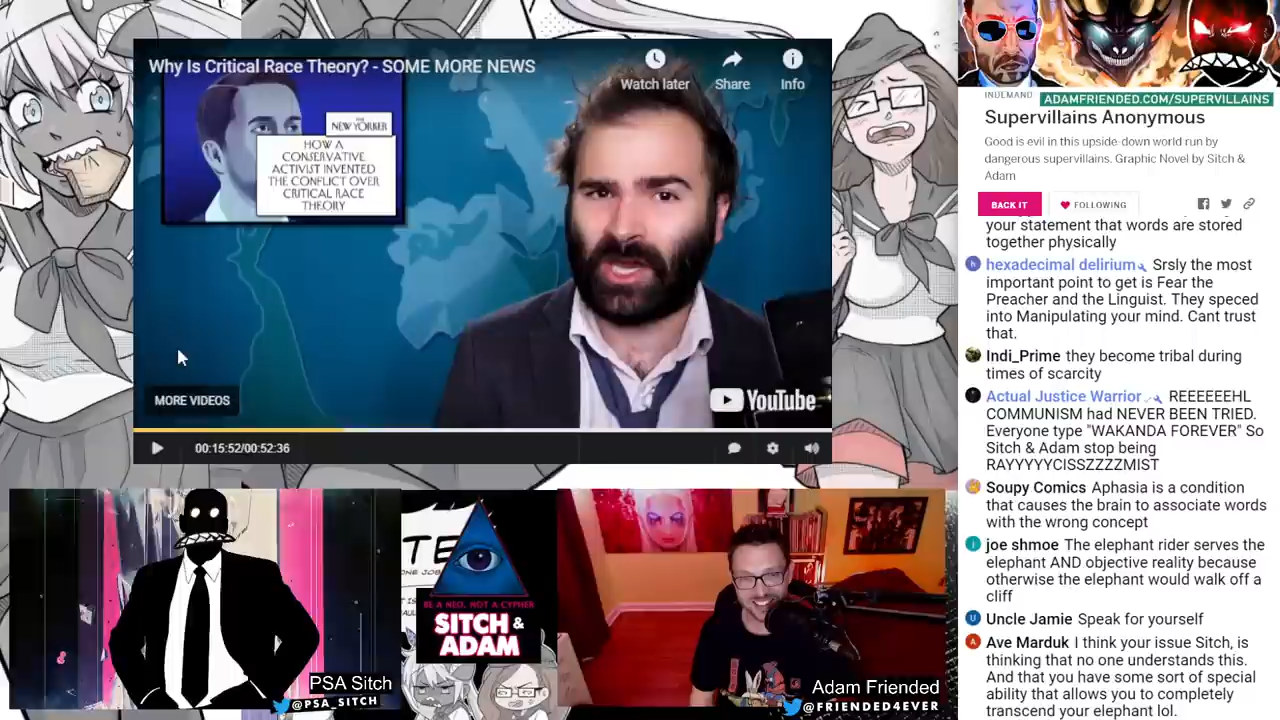 Why Is Critical Race Theory? - SOME MORE NEWS
Watch later
Share
Info
NEW YORKER
HOW A
CONSERVATIVE
ACTIVIST INVENTED
THE CONFLICT OVER
CRITICAL RACE
THEORY
MORE VIDEOS
YouTube
00:15:52/00:52:36
BE A NEO, NOT A CYPHER
SITCH &
ADAM
PSA Sitch
@PSA_SITCH
Adam Friended
@FRIENDED4EVER
INDEMAND
ADAMFRIENDED.COM/SUPERVILLAINS
Supervillains Anonymous
Good is evil in this upside-down world run by
dangerous supervillains. Graphic Novel by Sitch &
Adam
BACK IT
FOLLOWING
your statement that words are stored
together physically
hexadecimal delirium Srsly the most
important point to get is Fear the
Preacher and the Linguist. They speced
into Manipulating your mind. Cant trust
that.
Indi_Prime they become tribal during
times of scarcity
Actual Justice Warrior REEEEEEHL
COMMUNISM had NEVER BEEN TRIED.
Everyone type "WAKANDA FOREVER" So
Sitch & Adam stop being
RAYYYYYCISSZZZZMIST
Soupy Comics Aphasia is a condition
that causes the brain to associate words
with the wrong concept
joe shmoe The elephant rider serves the
elephant AND objective reality because
otherwise the elephant would walk off a
cliff
Uncle Jamie Speak for yourself
Ave Marduk I think your issue Sitch, is
thinking that no one understands this.
And that you have some sort of special
ability that allows you to completely
transcend your elephant lol.